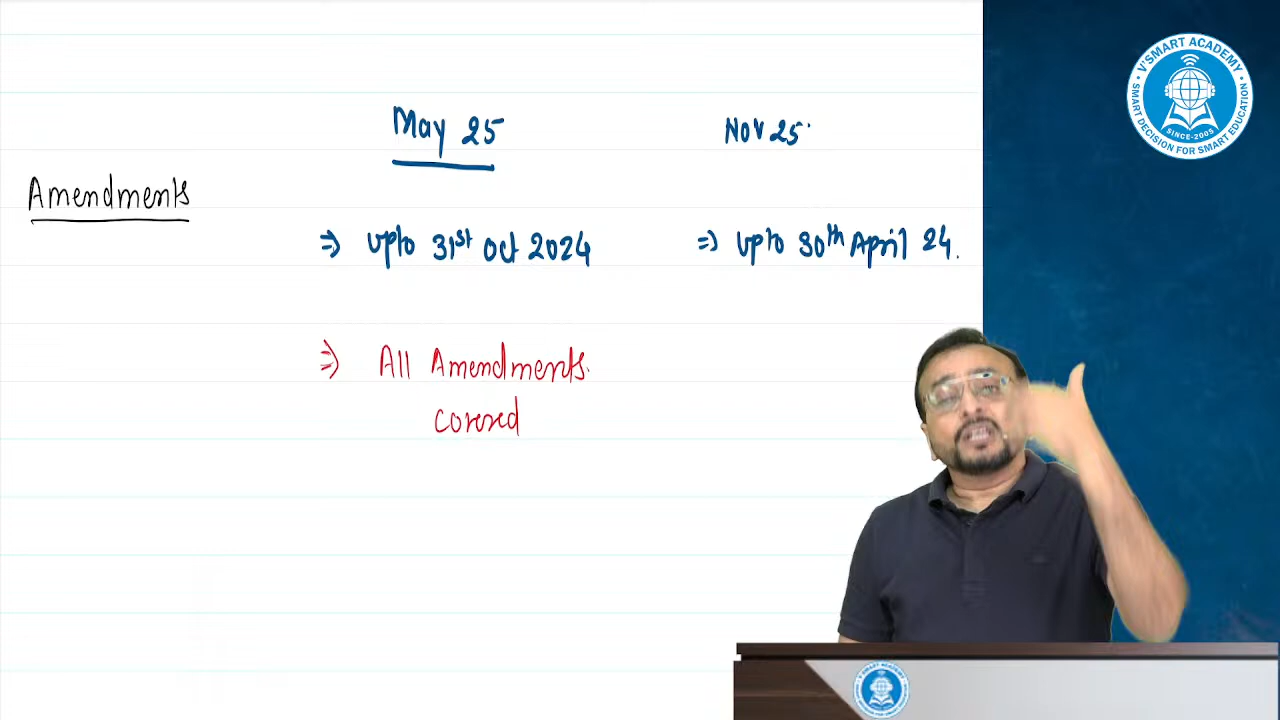 May 25
Nov 25.
Amendments
⇒ upto 31st Oct 2024
⇒ upto 30th April 24.
⇒ All Amendments.
covered
V'SMART ACADEMY
SINCE-2005
SMART DECISION FOR SMART EDUCATION